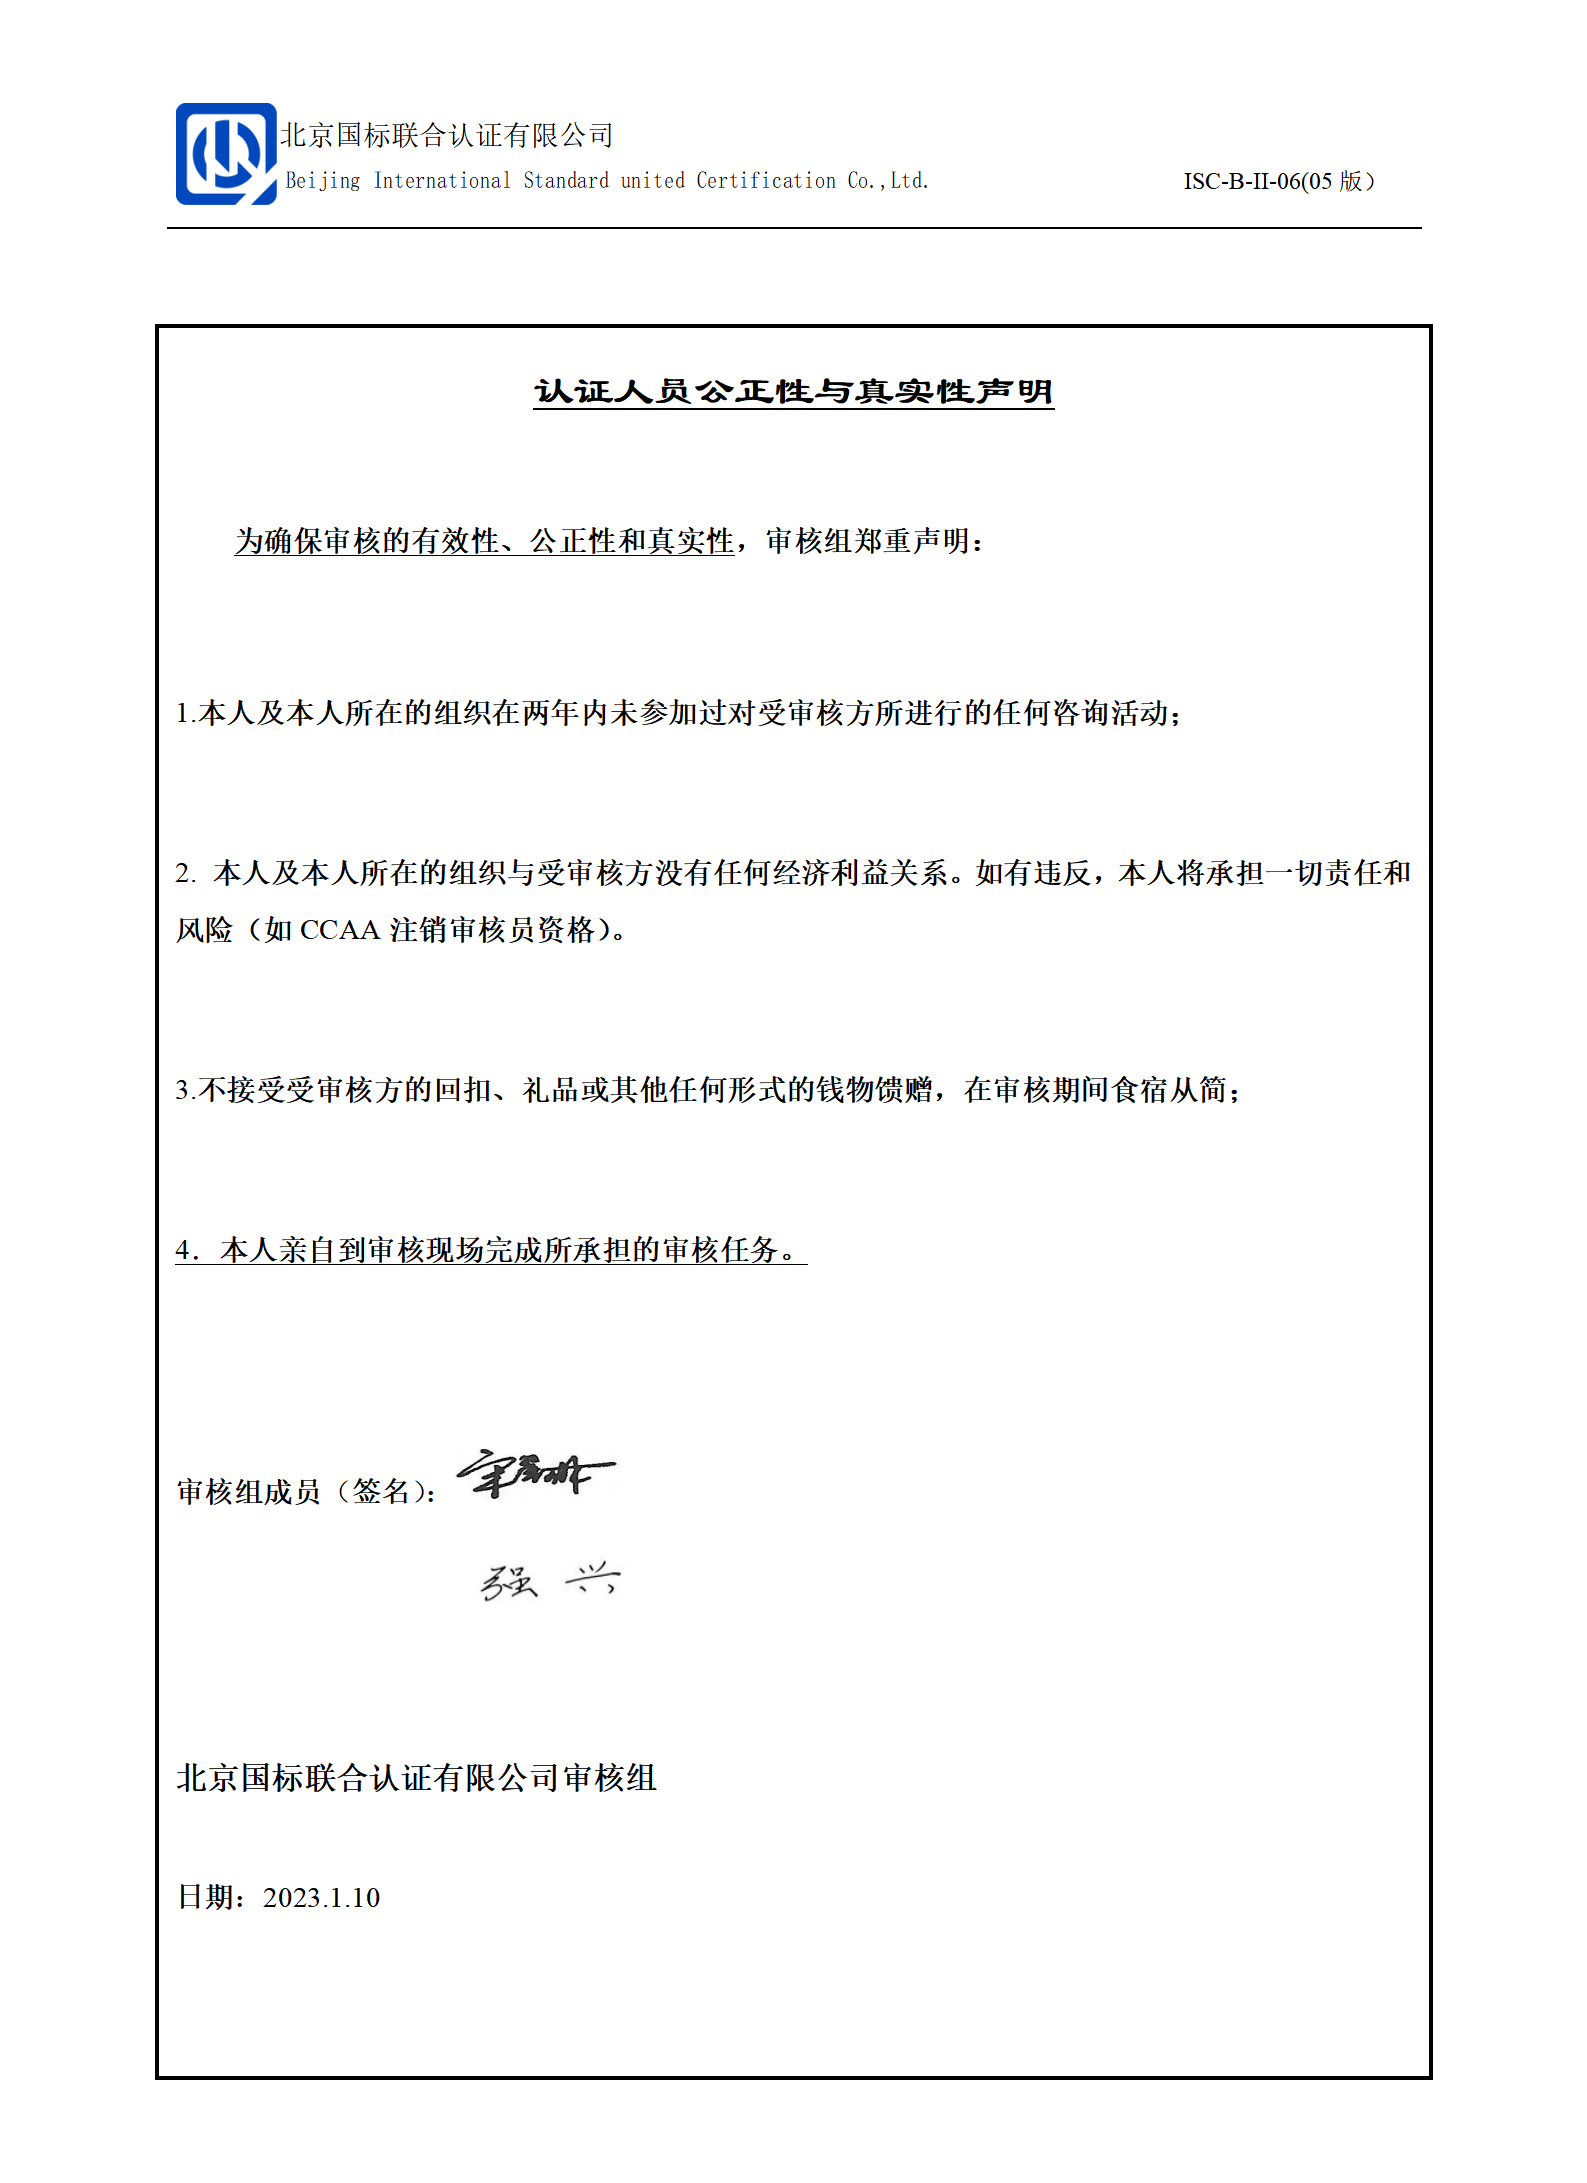 北京国标联合认证有限公司
Beijing International Standard united Certification Co.,Ltd. ISC-B-II-06(05 版）
认证人员公正性与真实性声明
为确保审核的有效性、公正性和真实性，审核组郑重声明：
1.本人及本人所在的组织在两年内未参加过对受审核方所进行的任何咨询活动；
2. 本人及本人所在的组织与受审核方没有任何经济利益关系。如有违反，本人将承担一切责任和
风险（如 CCAA 注销审核员资格）。
3.不接受受审核方的回扣、礼品或其他任何形式的钱物馈赠，在审核期间食宿从简；
4．本人亲自到审核现场完成所承担的审核任务。
审核组成员（签名）：
强 兴
北京国标联合认证有限公司审核组
日期：2023.1.10